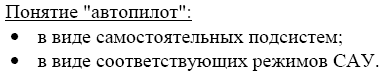 Понятие "автопилот":
• в виде самостоятельных подсистем;
• в виде соответствующих режимов САУ.